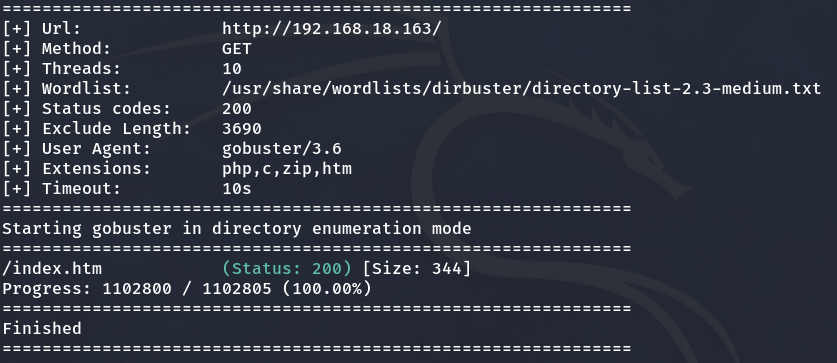 ===============================================================
[+] Url:                     http://192.168.18.163/
[+] Method:                  GET
[+] Threads:                 10
[+] Wordlist:                /usr/share/wordlists/dirbuster/directory-list-2.3-medium.txt
[+] Status codes:            200
[+] Exclude Length:          3690
[+] User Agent:              gobuster/3.6
[+] Extensions:              php,c,zip,htm
[+] Timeout:                 10s
===============================================================
Starting gobuster in directory enumeration mode
===============================================================
/index.htm            (Status: 200) [Size: 344]
Progress: 1102800 / 1102805 (100.00%)
===============================================================
Finished
===============================================================